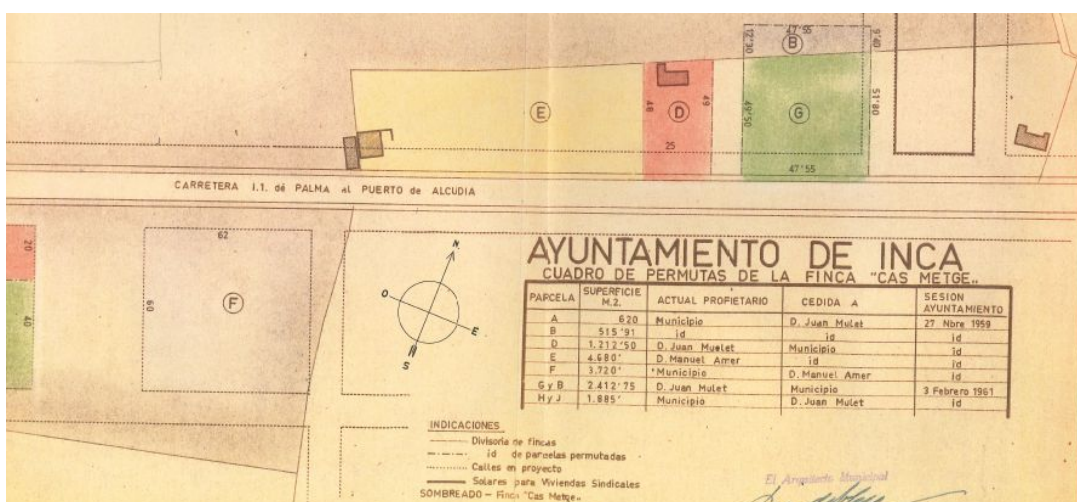 47'55
12'30
B
9'40
E
48
D
49
25
49'50
G
51'80
47'55
CARRETERA I.1. dé PALMA al PUERTO de ALCUDIA
20
40
62
60
F
N.
O
E
S
AYUNTAMIENTO DE INCA
CUADRO DE PERMUTAS DE LA FINCA "CAS METGE„
PARCELA SUPERFICIE M.2. ACTUAL PROPIETARIO CEDIDA A SESION AYUNTAMIENTO
A 620 Municipio D. Juan Mulet 27 Nbre 1959
B 515'91 id id id
D 1.212'50 D. Juan Muelet Municipio id
E 4.680' D. Manuel Amer id id
F 3.720' Municipio D. Manuel Amer id
G y B 2.412'75 D. Juan Mulet Municipio 3 Febrero 1961
H y J 1.885' Municipio D. Juan Mulet id
INDICACIONES
Divisoria de fincas
id de parcelas permutadas
Calles en proyecto
Solares para Viviendas Sindicales
SOMBREADO - Finca "Cas Metge„
El Arquitecto Municipal